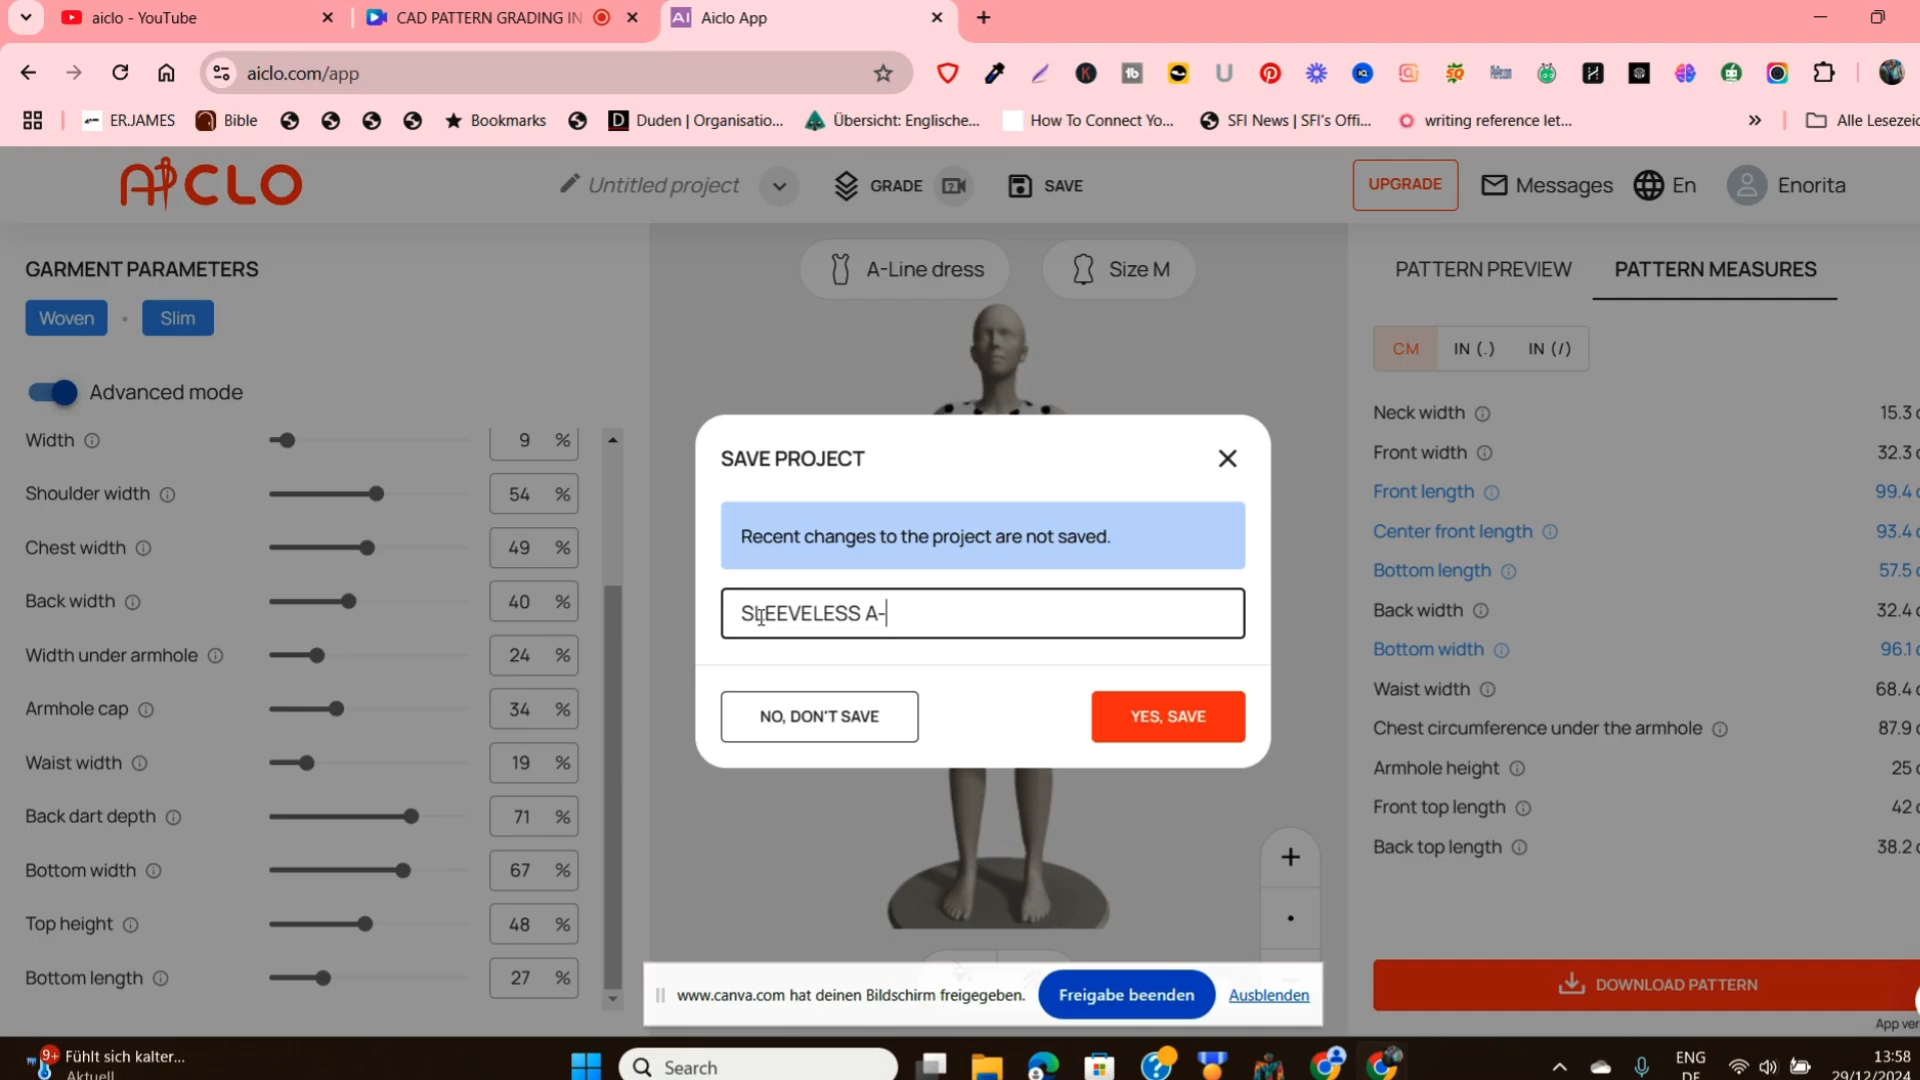 aiclo - YouTube
CAD PATTERN GRADING IN
AI Aiclo App
aiclo.com/app
ER.JAMES
Bible
Bookmarks
D Duden | Organisatio...
Übersicht: Englische...
How To Connect Yo...
SFI News | SFI's Offi...
writing reference let...
Alle Lesezeic
AICLO
Untitled project
GRADE
SAVE
UPGRADE
Messages
En
Enorita
GARMENT PARAMETERS
Woven • Slim
Advanced mode
Width 9 %
Shoulder width 54 %
Chest width 49 %
Back width 40 %
Width under armhole 24 %
Armhole cap 34 %
Waist width 19 %
Back dart depth 71 %
Bottom width 67 %
Top height 48 %
Bottom length 27 %
A-Line dress
Size M
SAVE PROJECT
Recent changes to the project are not saved.
SLEEVELESS A-
NO, DON'T SAVE
YES, SAVE
PATTERN PREVIEW
PATTERN MEASURES
CM IN (.) IN (/)
Neck width 15.3 c
Front width 32.3
Front length 99.4 c
Center front length 93.4
Bottom length 57.5
Back width 32.4
Bottom width 96.1
Waist width 68.4
Chest circumference under the armhole 87.9
Armhole height 25
Front top length 42
Back top length 38.2
DOWNLOAD PATTERN
App ver
www.canva.com hat deinen Bildschirm freigegeben.
Freigabe beenden
Ausblenden
9+
Fühlt sich kalter...
Aktuell
Search
ENG
DE
13:58
29/12/2024